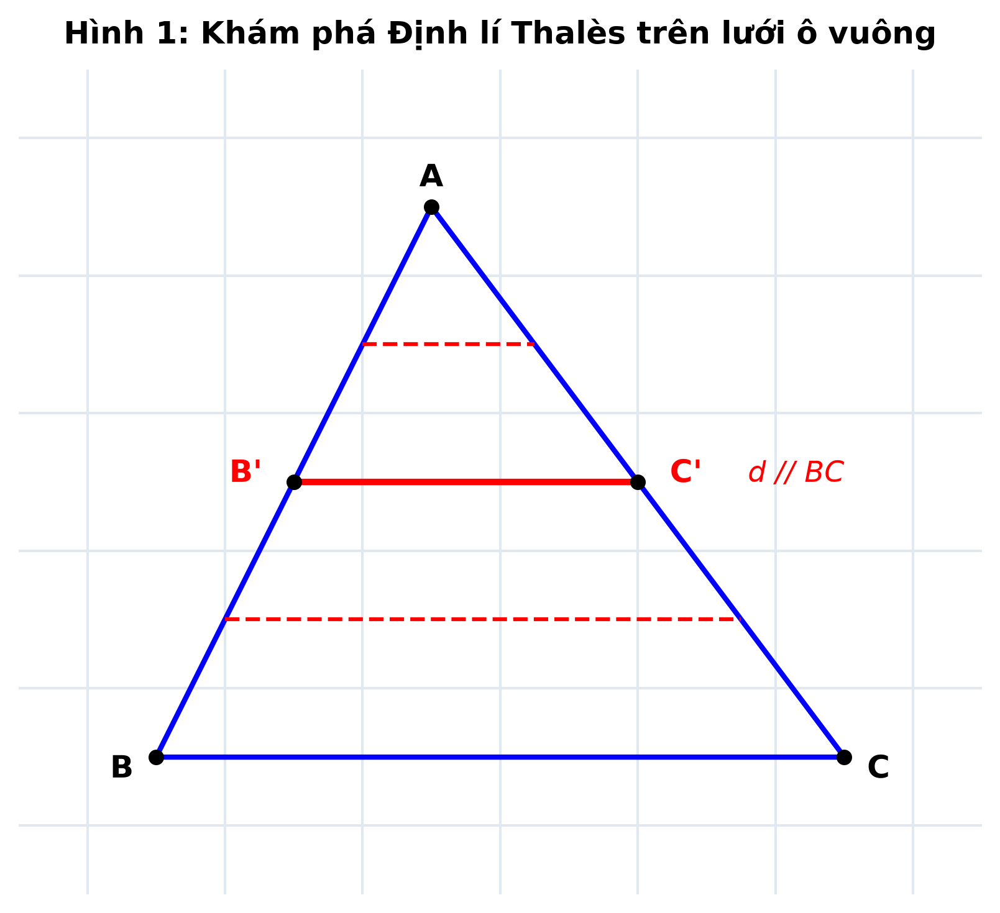 Hình 1: Khám phá Định lí Thalès trên lưới ô vuông
A
B' C' d // BC
B C